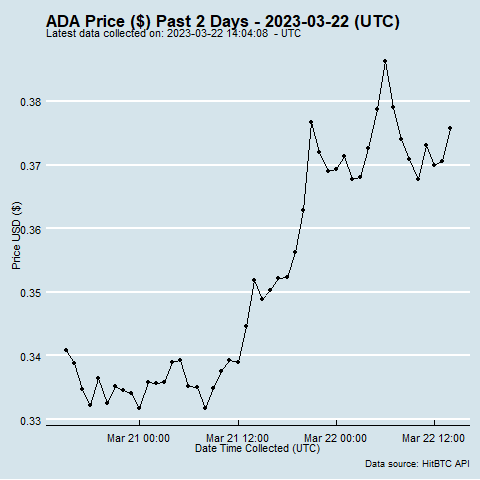 ADA Price ($) Past 2 Days - 2023-03-22 (UTC)
Latest data collected on: 2023-03-22 14:04:08 - UTC
0.38
0.37
0.36
0.35
0.34
0.33
Price USD ($)
Mar 21 00:00 Mar 21 12:00 Mar 22 00:00 Mar 22 12:00
Date Time Collected (UTC)
Data source: HitBTC API